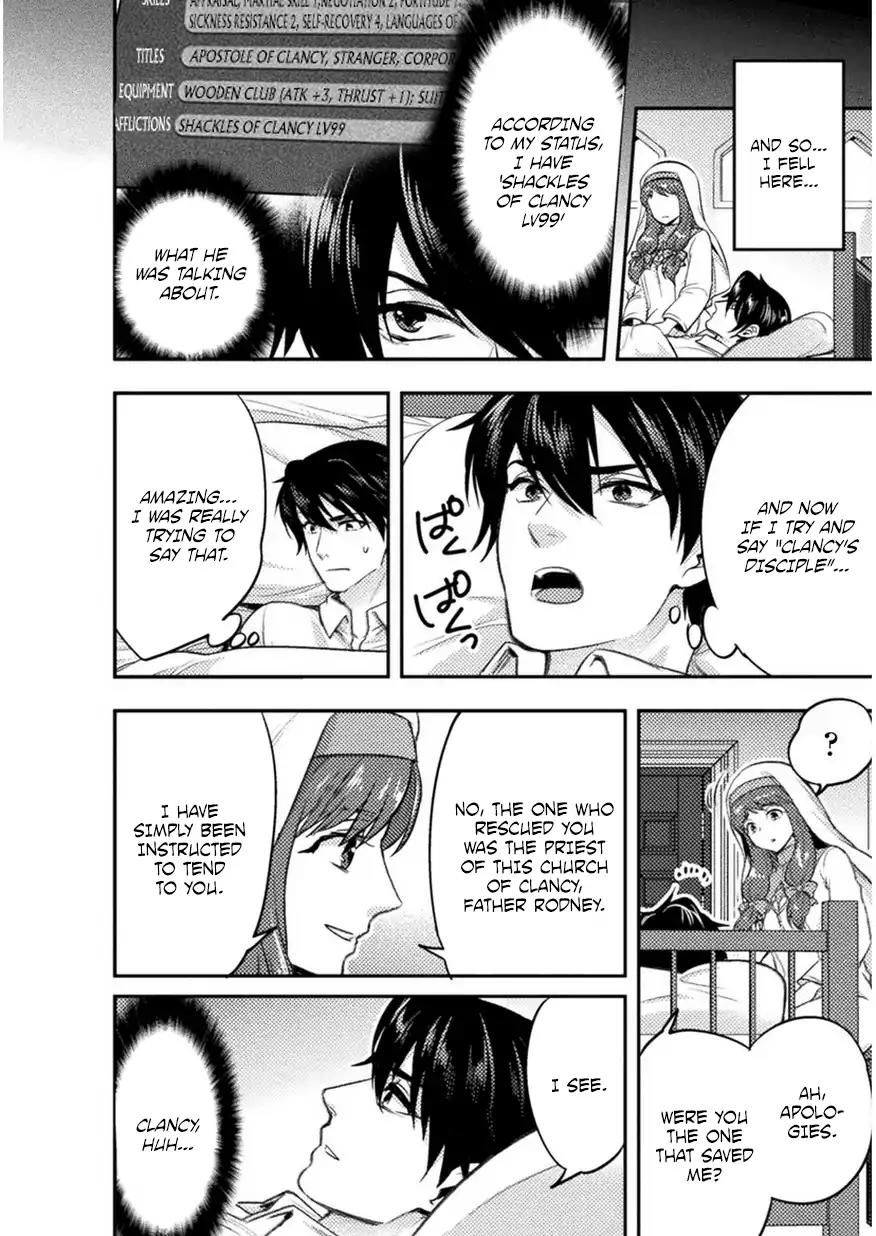 AND SO...
I FELL
HERE...
SKILLS
APPRAISAL, MARTIAL SKILL 1, NEGOTIATION 2, FORTITUDE
SICKNESS RESISTANCE 2, SELF-RECOVERY 4, LANGUAGES OF
TITLES
APOSTOLE OF CLANCY, STRANGER, CORPOR
EQUIPMENT
WOODEN CLUB (ATK +3, THRUST +1); SUIT
AFFLICTIONS
SHACKLES OF CLANCY LV99
ACCORDING
TO MY STATUS,
I HAVE
'SHACKLES
OF CLANCY
LV99'
WHAT HE
WAS TALKING
ABOUT.
AND NOW
IF I TRY AND
SAY "CLANCY'S
DISCIPLE"...
ぱく
ぱくっ
AMAZING...
I WAS REALLY
TRYING TO
SAY THAT.
?
AH,
APOLO-
GIES.
WERE YOU
THE ONE
THAT SAVED
ME?
NO, THE ONE WHO
RESCUED YOU
WAS THE PRIEST
OF THIS CHURCH
OF CLANCY,
FATHER RODNEY.
I HAVE
SIMPLY BEEN
INSTRUCTED
TO TEND
TO YOU.
I SEE.
CLANCY,
HUH...